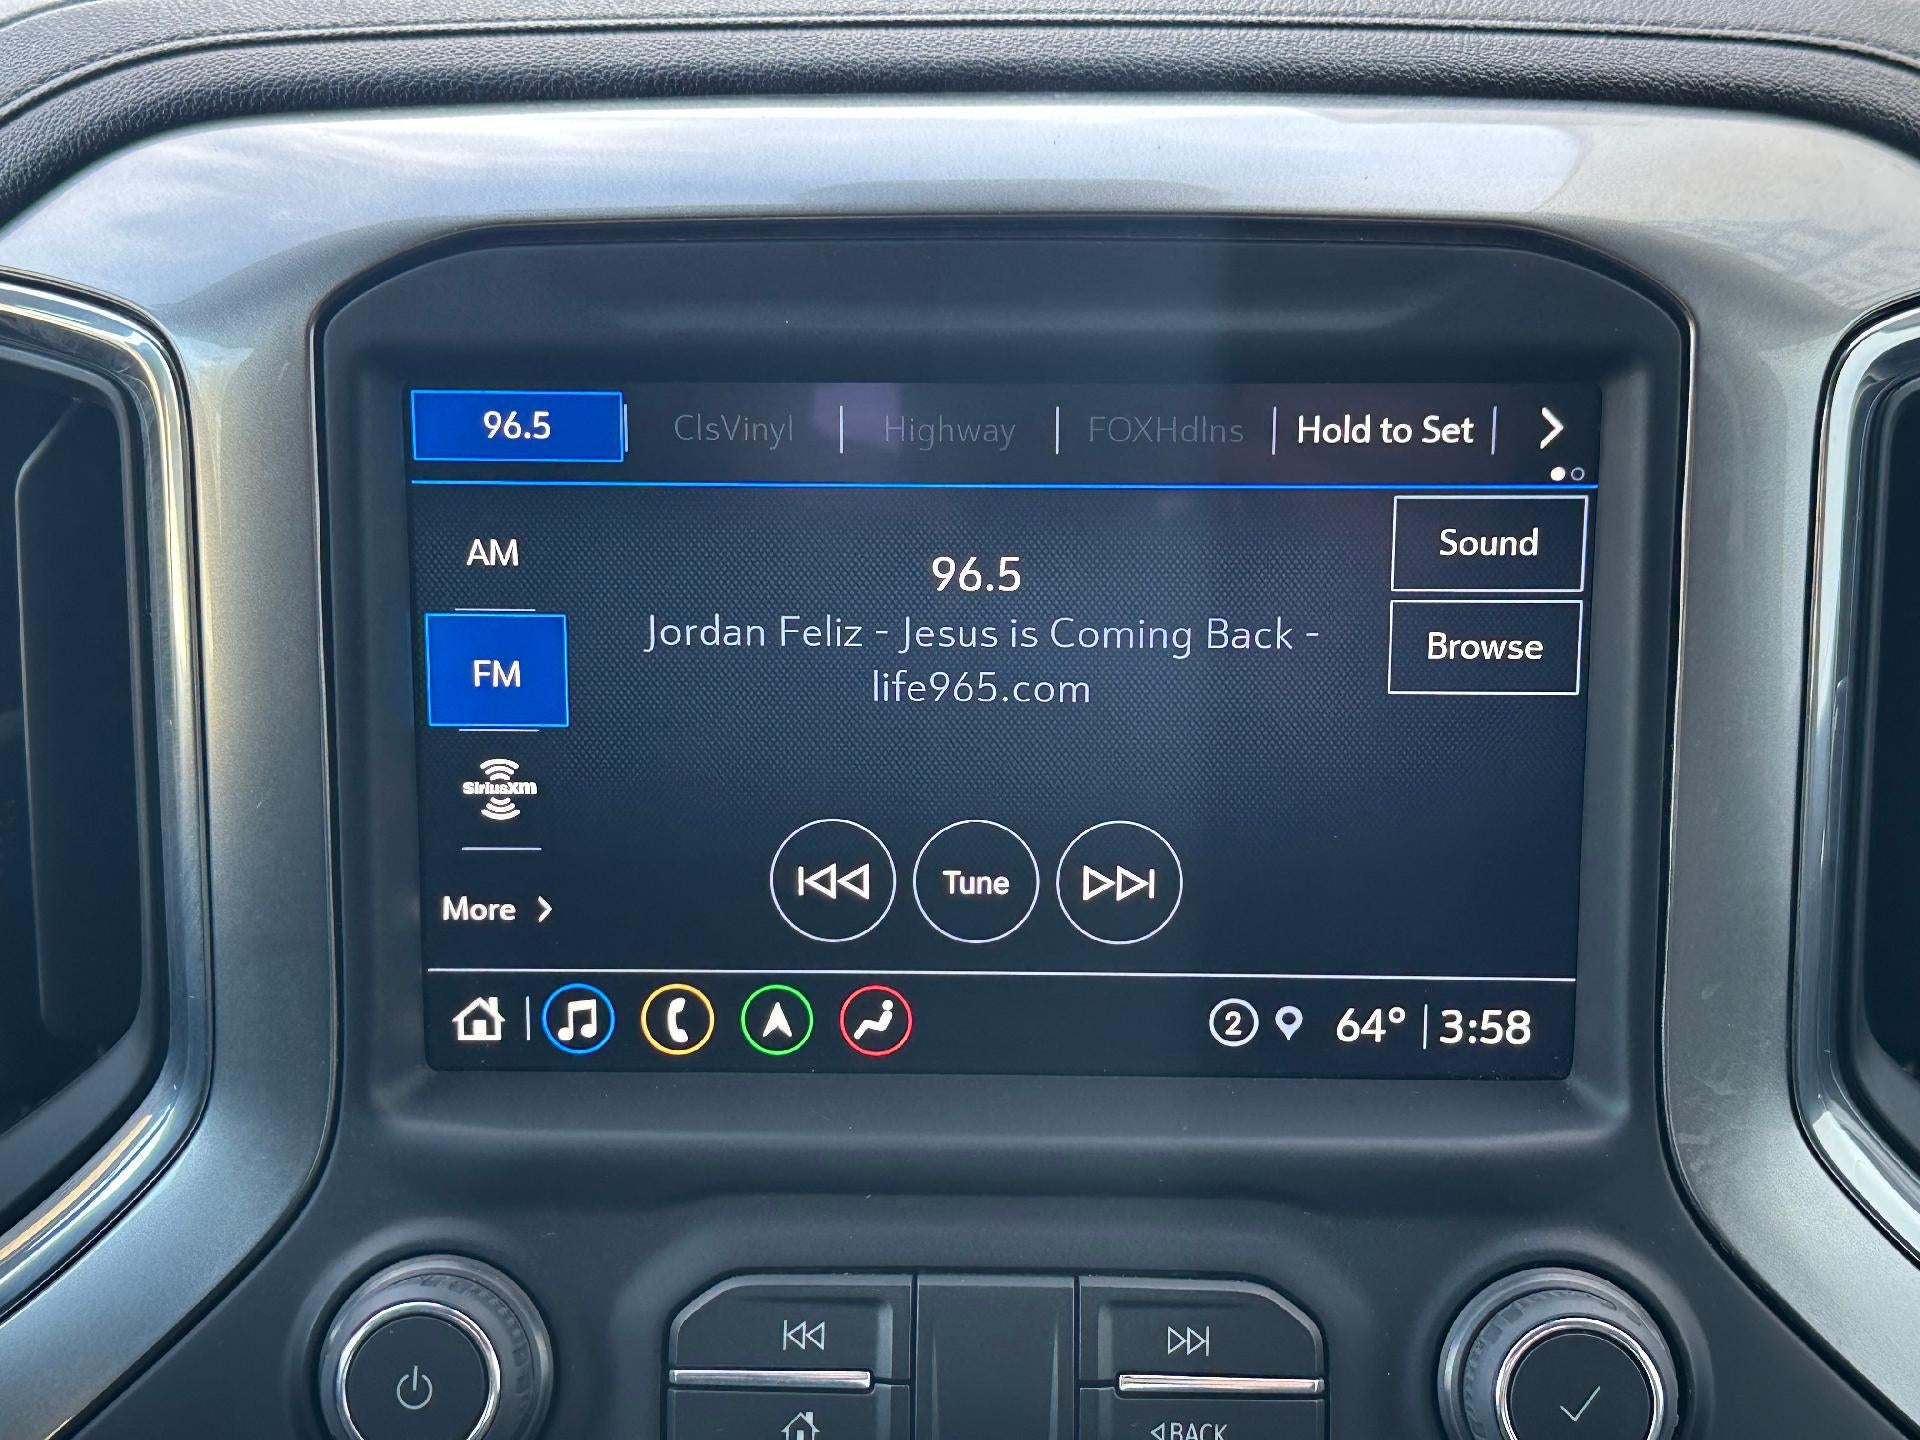 96.5 ClsVinyl Highway FOXHdlns Hold to Set
AM
FM
SiriusXM
More
96.5
Jordan Feliz - Jesus is Coming Back -
life965.com
Sound
Browse
Tune
2 64° 3:58
BACK